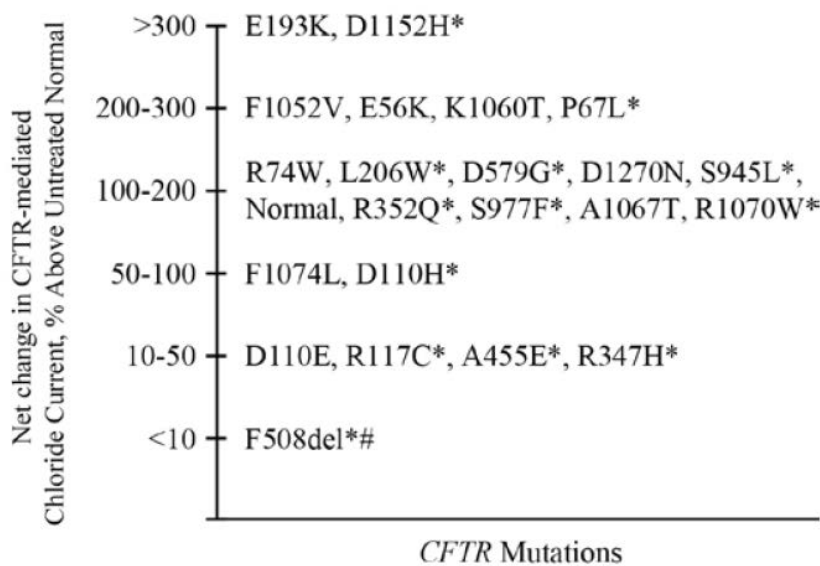 Net change in CFTR-mediated
Chloride Current, % Above Untreated Normal
>300 E193K, D1152H*
200-300 F1052V, E56K, K1060T, P67L*
R74W, L206W*, D579G*, D1270N, S945L*,
100-200
Normal, R352Q*, S977F*, A1067T, R1070W*
50-100 F1074L, D110H*
10-50 D110E, R117C*, A455E*, R347H*
<10 F508del*#
CFTR Mutations